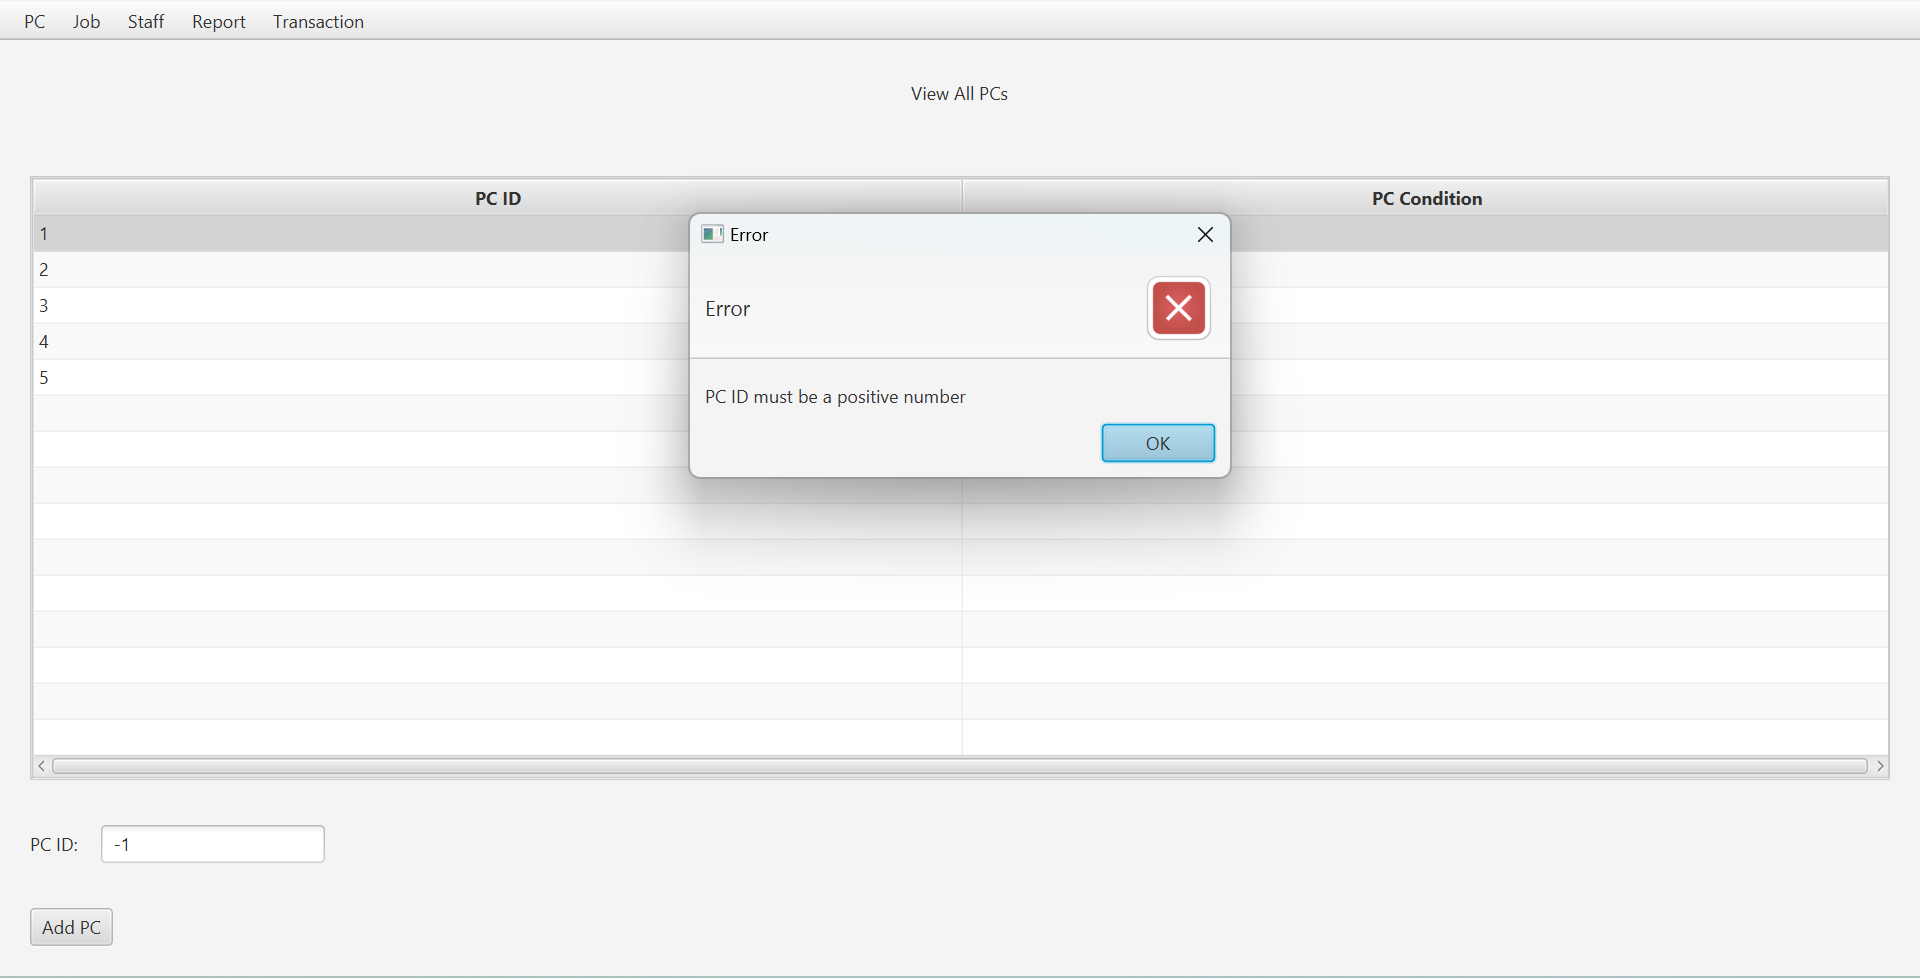 PC Job Staff Report Transaction
View All PCs
PC ID PC Condition
1
2
3
4
5
Error
Error
PC ID must be a positive number
OK
PC ID: -1
Add PC